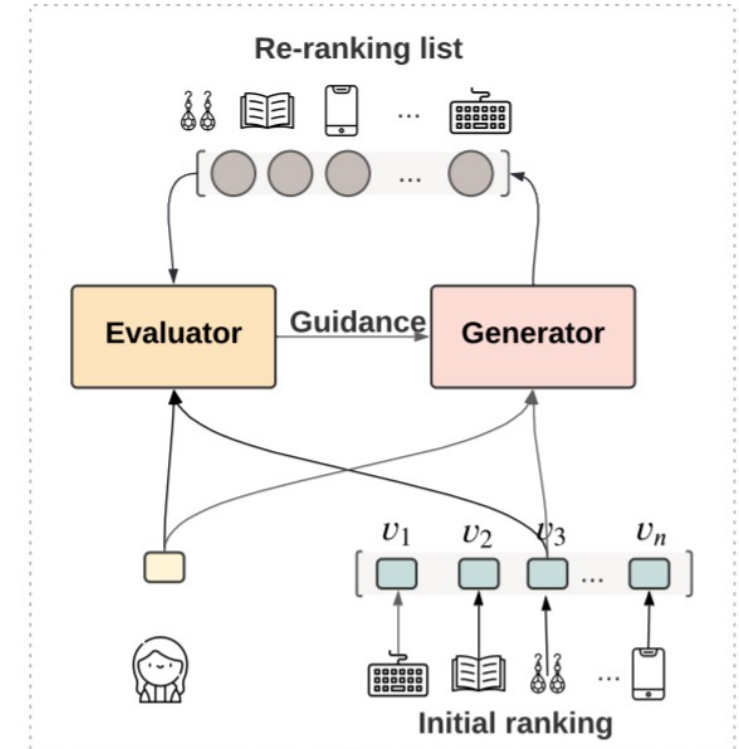 Re-ranking list
...
...
Evaluator
Guidance
Generator
v1 v2 v3 vn
...
...
Initial ranking